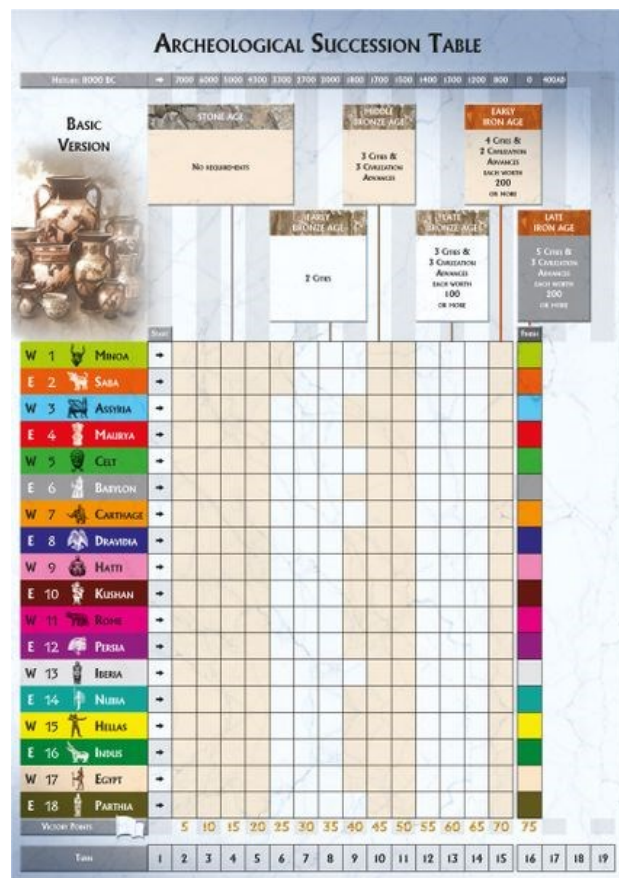 ARCHEOLOGICAL SUCCESSION TABLE
HISTORY: 8000 BC 7000 6000 5000 4300 3300 2700 2000 1800 1700 1500 1400 1300 1200 800 0 400AD
BASIC
VERSION
STONE AGE
NO REQUIREMENTS
MIDDLE
BRONZE AGE
3 CITIES &
3 CIVILIZATION
ADVANCES
EARLY
IRON AGE
4 CITIES &
2 CIVILIZATION
ADVANCES
EACH WORTH
200
OR MORE
EARLY
BRONZE AGE
2 CITIES
LATE
BRONZE AGE
3 CITIES &
3 CIVILIZATION
ADVANCES
EACH WORTH
100
OR MORE
LATE
IRON AGE
5 CITIES &
3 CIVILIZATION
ADVANCES
EACH WORTH
200
OR MORE
START FINISH
W 1 MINOA
E 2 SABA
W 3 ASSYRIA
E 4 MAURYA
W 5 CELT
E 6 BABYLON
W 7 CARTHAGE
E 8 DRAVIDIA
W 9 HATTI
E 10 KUSHAN
W 11 ROME
E 12 PERSIA
W 13 IBERIA
E 14 NUBIA
W 15 HELLAS
E 16 INDUS
W 17 EGYPT
E 18 PARTHIA
VICTORY POINTS 5 10 15 20 25 30 35 40 45 50 55 60 65 70 75
TURN 1 2 3 4 5 6 7 8 9 10 11 12 13 14 15 16 17 18 19